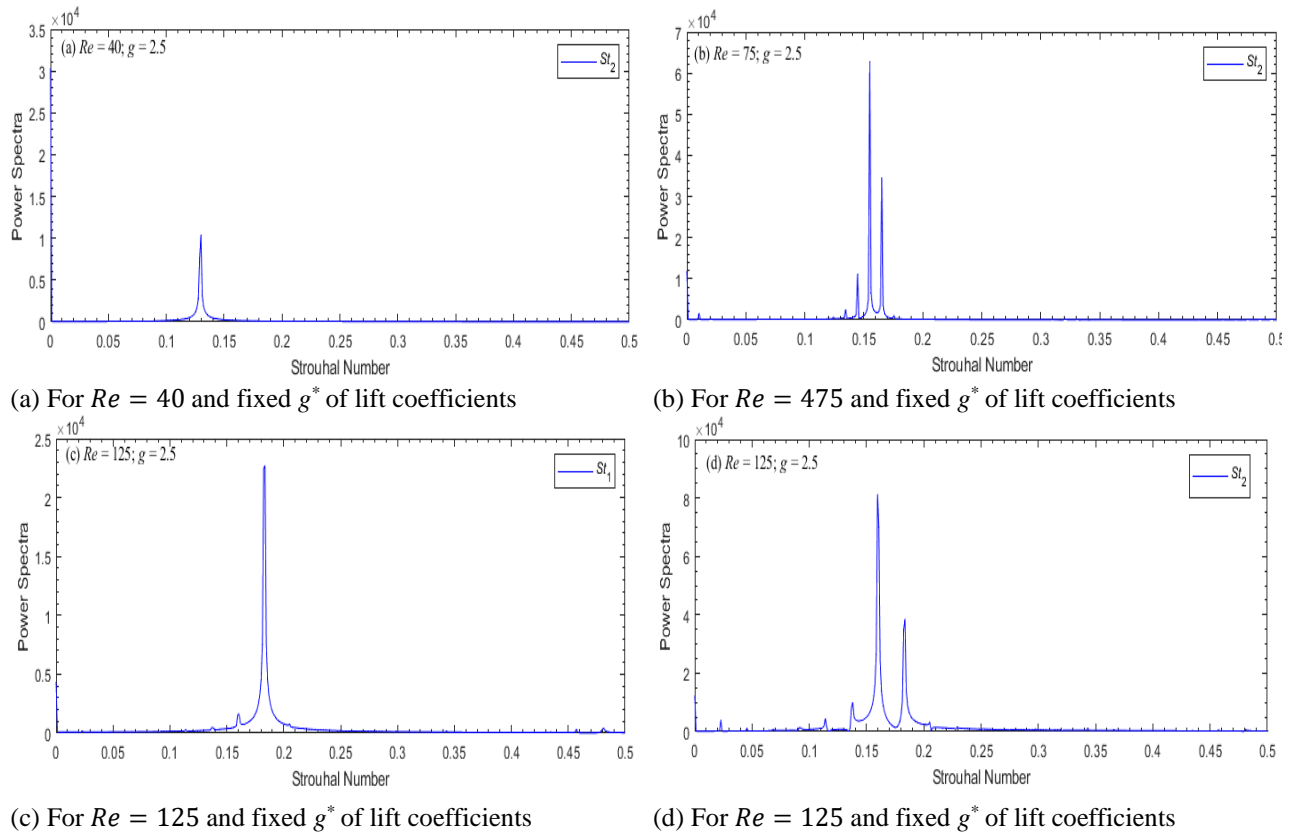 ×10⁴
(a) Re = 40; g = 2.5
St₂
3.5
3
2.5
2
1.5
1
0.5
0
Power Spectra
0 0.05 0.1 0.15 0.2 0.25 0.3 0.35 0.4 0.45 0.5
Strouhal Number
(a) For Re = 40 and fixed g* of lift coefficients
×10⁴
(b) Re = 75; g = 2.5
St₂
7
6
5
4
3
2
1
0
Power Spectra
0 0.05 0.1 0.15 0.2 0.25 0.3 0.35 0.4 0.45 0.5
Strouhal Number
(b) For Re = 475 and fixed g* of lift coefficients
×10⁴
(c) Re = 125; g = 2.5
St₁
2.5
2
1.5
1
0.5
0
Power Spectra
0 0.05 0.1 0.15 0.2 0.25 0.3 0.35 0.4 0.45 0.5
Strouhal Number
(c) For Re = 125 and fixed g* of lift coefficients
×10⁴
(d) Re = 125; g = 2.5
St₂
10
8
6
4
2
0
Power Spectra
0 0.05 0.1 0.15 0.2 0.25 0.3 0.35 0.4 0.45 0.5
Strouhal Number
(d) For Re = 125 and fixed g* of lift coefficients